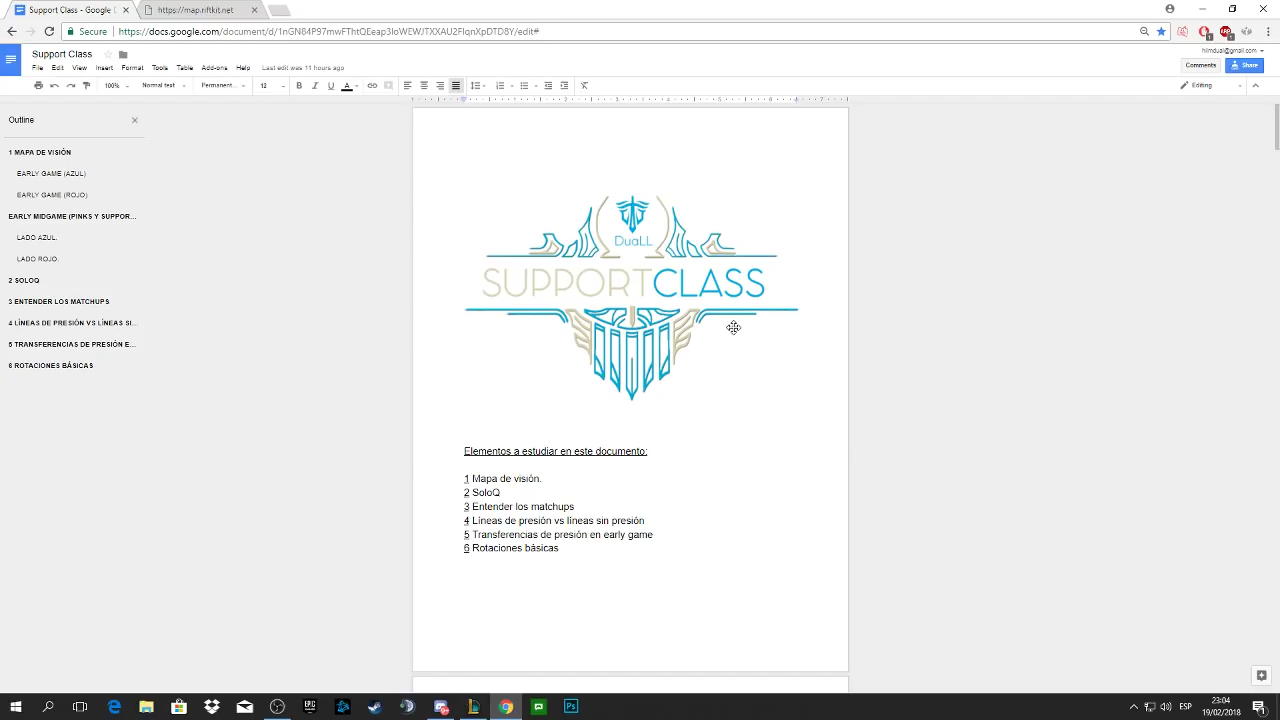 Support Class - Google D
https://map.riftkit.net
Secure
https://docs.google.com/document/d/1nGN84P97mwFThtQEeap3IoWEWJTXXAU2FlqnXpDTD8Y/edit#
Support Class
hiimduali@gmail.com
File Edit View Insert Format Tools Table Add-ons Help Last edit was 11 hours ago
Comments
Share
100% Normal text Permanent... 12
Editing
Outline
1 MAPA DE VISIÓN
EARLY GAME (AZUL)
EARLY GAME (ROJO)
EARLY MIDGAME (PINKS Y SUPPOR...
LADO AZUL.
LADO ROJO.
2 SOLOQ
3 ENTENDER LOS MATCHUPS
4 LÍNEAS DE PRESIÓN VS LÍNEAS SI...
5 TRANSFERENCIAS DE PRESIÓN E...
6 ROTACIONES BÁSICAS
DuaLL
SUPPORTCLASS
Elementos a estudiar en este documento:
1 Mapa de visión.
2 SoloQ
3 Entender los matchups
4 Líneas de presión vs líneas sin presión
5 Transferencias de presión en early game
6 Rotaciones básicas
ESP
23:04
19/02/2018